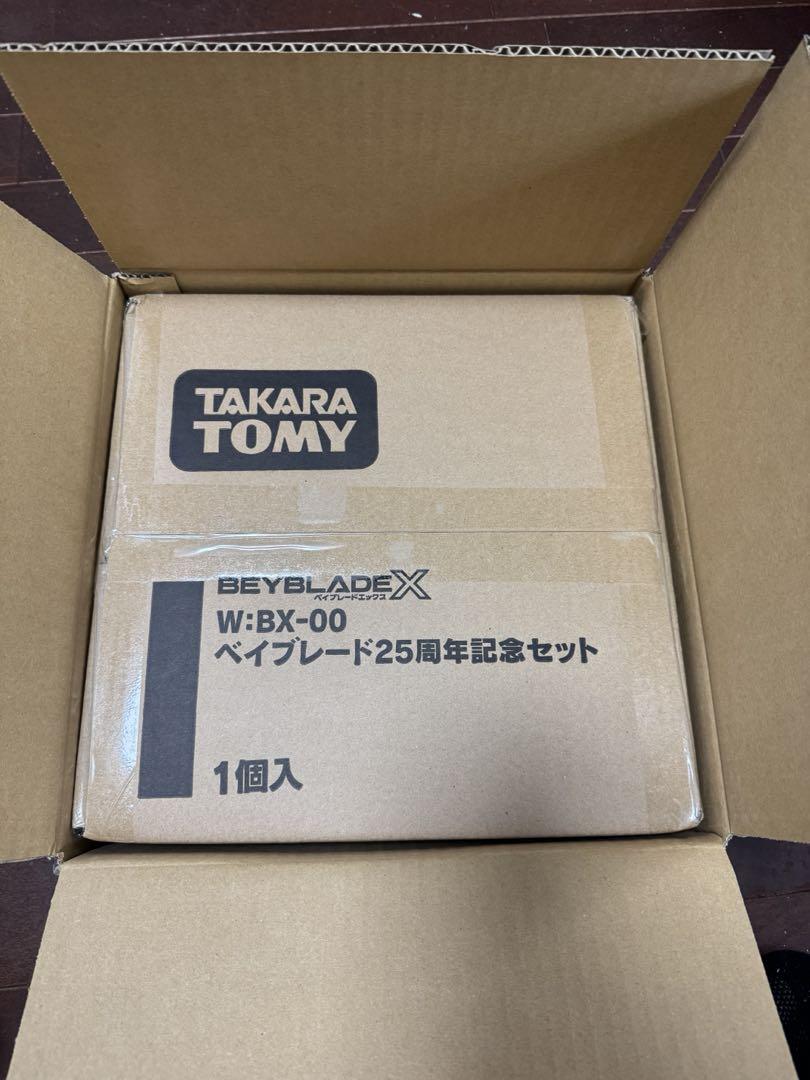 TAKARA
TOMY
BEYBLADE X
ベイブレードエックス
W:BX-00
ベイブレード25周年記念セット
1個入